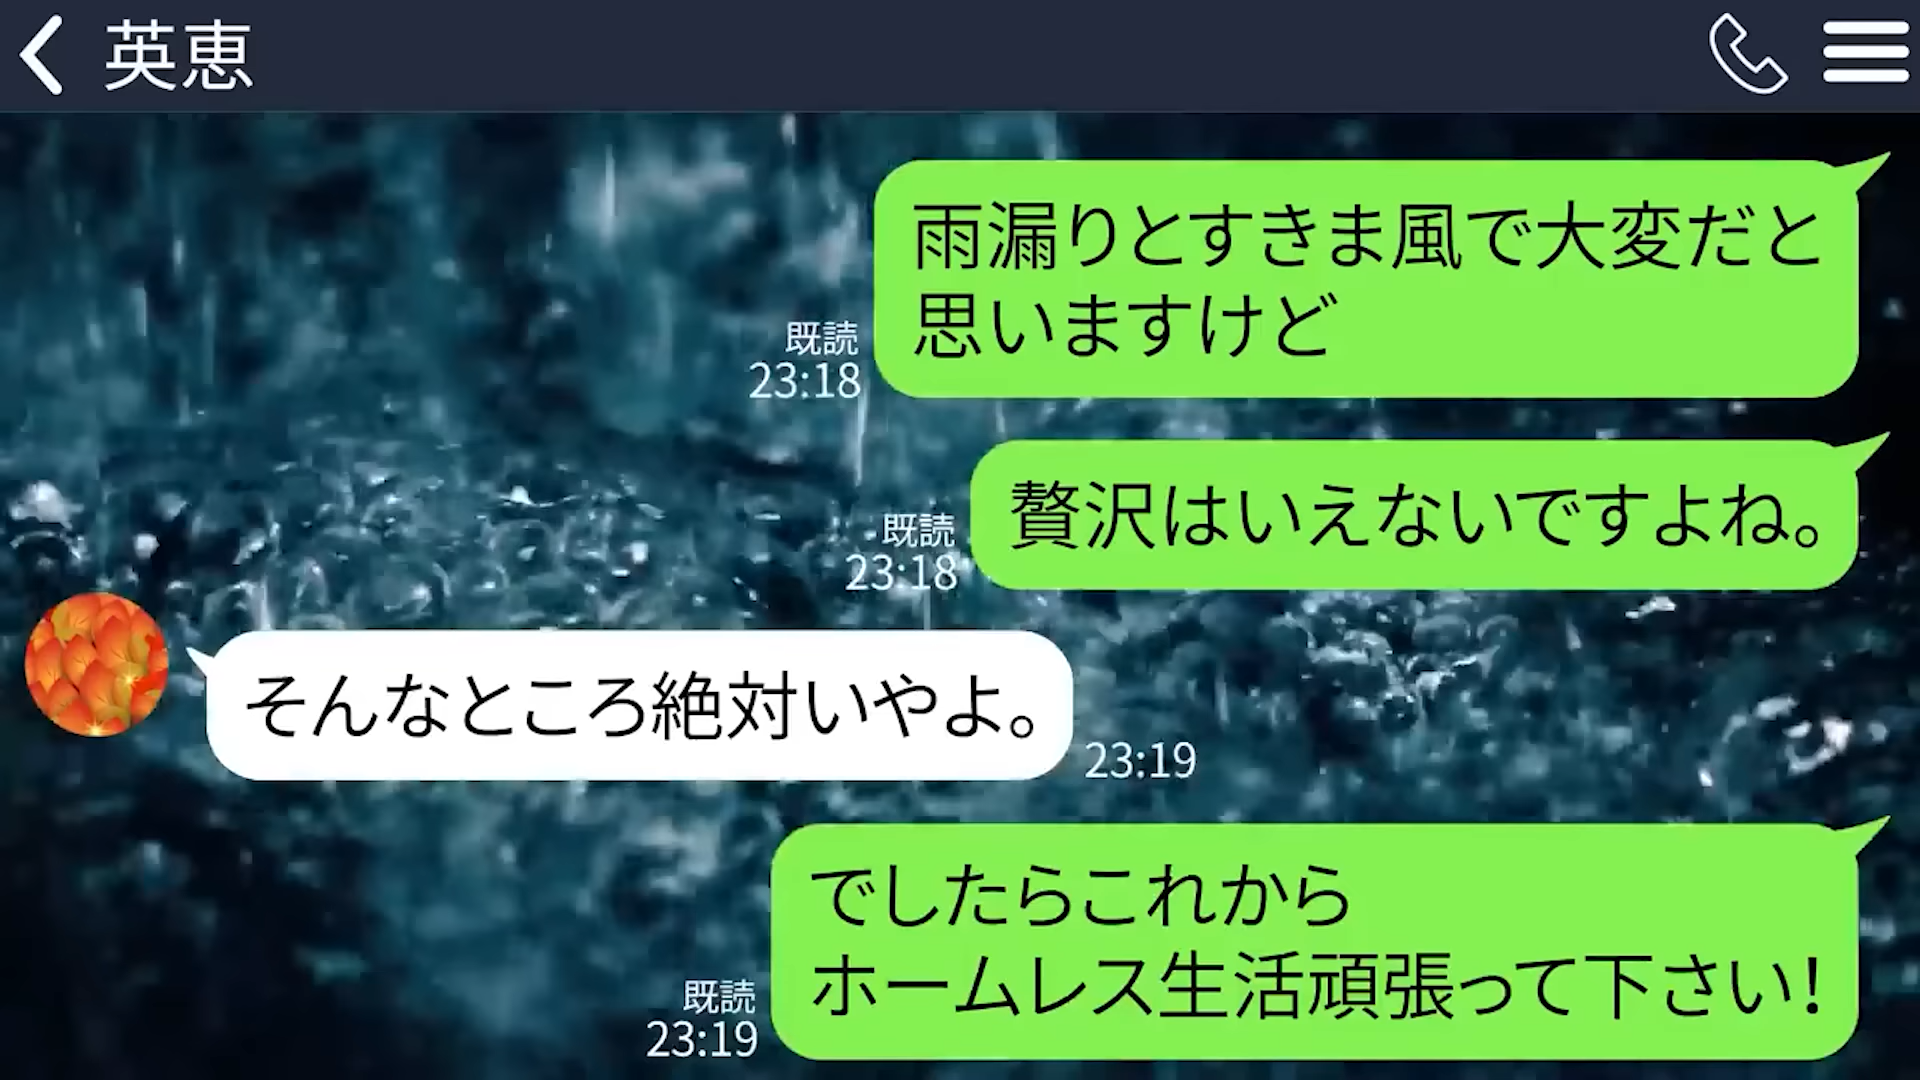 英恵
雨漏りとすきま風で大変だと
思いますけど
既読
23:18
贅沢はいえないですよね。
既読
23:18
そんなところ絶対いやよ。
23:19
でしたらこれから
ホームレス生活頑張って下さい!
既読
23:19